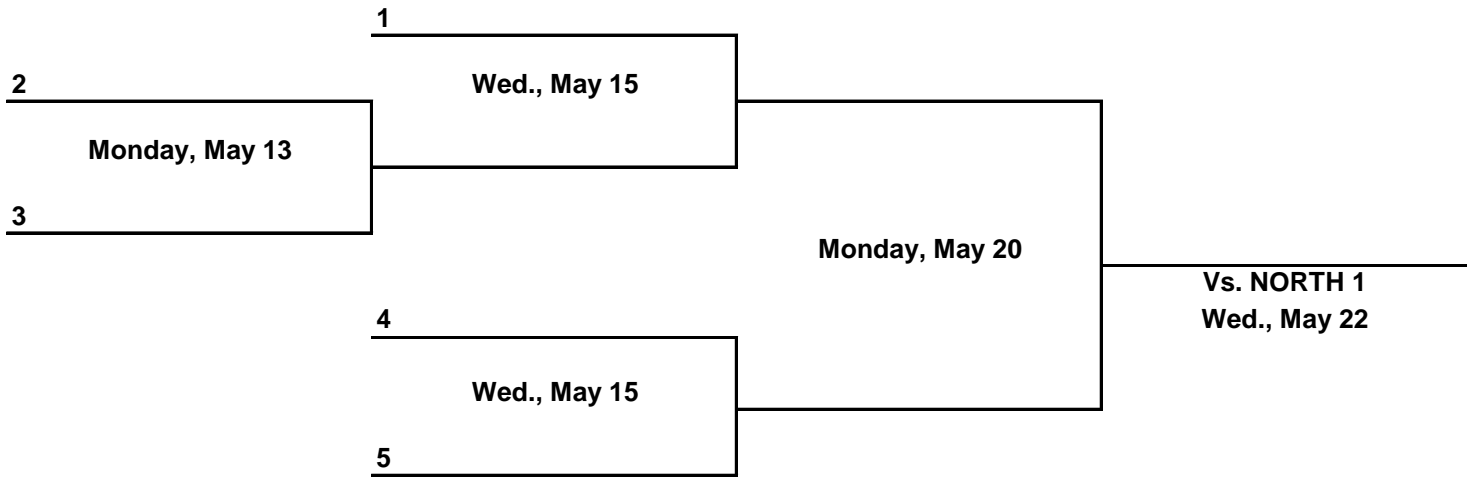 1
2
Wed., May 15
Monday, May 13
3
Monday, May 20
Vs. NORTH 1
Wed., May 22
4
Wed., May 15
5